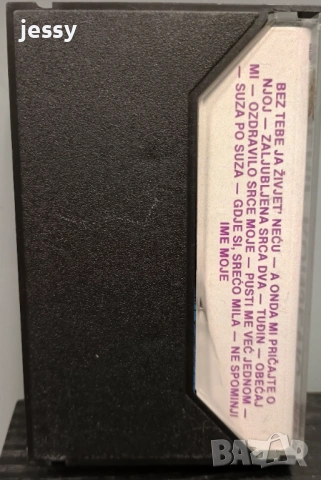 jessy
BEZ TEBE JA ŽIVJET' NEĆU — A ONDA MI PRIČAJTE O
NJOJ — ZALJUBLJENA SRCA DVA — TUĐIN — OBEĆAJ
MI — OZDRAVILO SRCE MOJE — PUSTI ME VEĆ JEDNOM —
— SUZA PO SUZA — GDJE SI, SREĆO MILA — NE SPOMINJI
IME MOJE
BAZAR